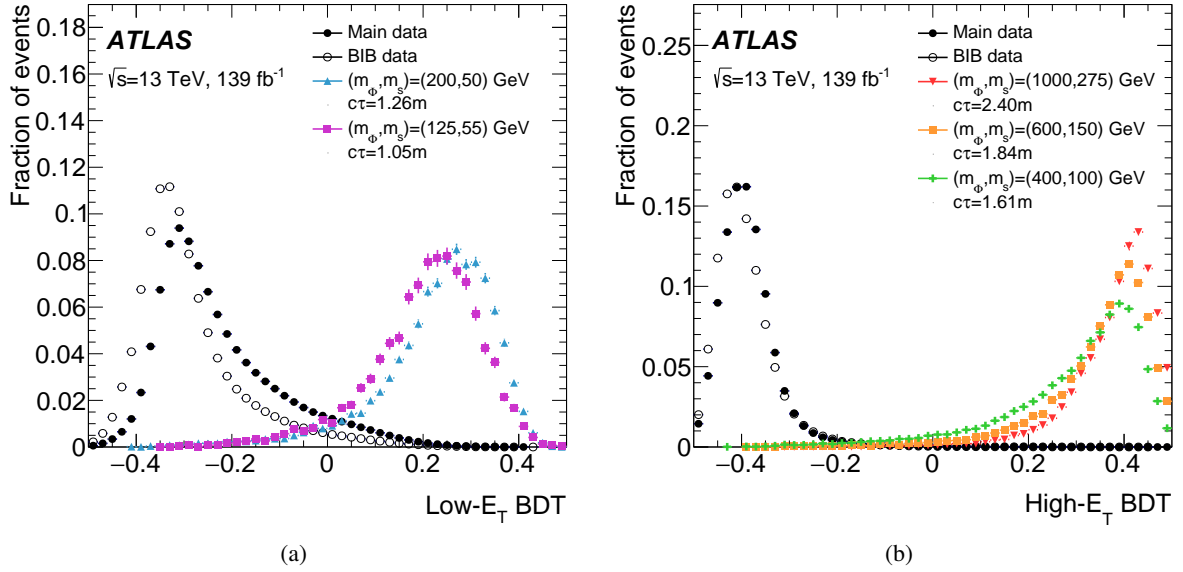 Fraction of events
0.18
0.16
0.14
0.12
0.1
0.08
0.06
0.04
0.02
0
ATLAS
√s=13 TeV, 139 fb⁻¹
Main data
BIB data
(m_Φ,m_s)=(200,50) GeV
cτ=1.26m
(m_Φ,m_s)=(125,55) GeV
cτ=1.05m
−0.4 −0.2 0 0.2 0.4
Low-E_T BDT
(a)
Fraction of events
0.25
0.2
0.15
0.1
0.05
0
ATLAS
√s=13 TeV, 139 fb⁻¹
Main data
BIB data
(m_Φ,m_s)=(1000,275) GeV
cτ=2.40m
(m_Φ,m_s)=(600,150) GeV
cτ=1.84m
(m_Φ,m_s)=(400,100) GeV
cτ=1.61m
−0.4 −0.2 0 0.2 0.4
High-E_T BDT
(b)